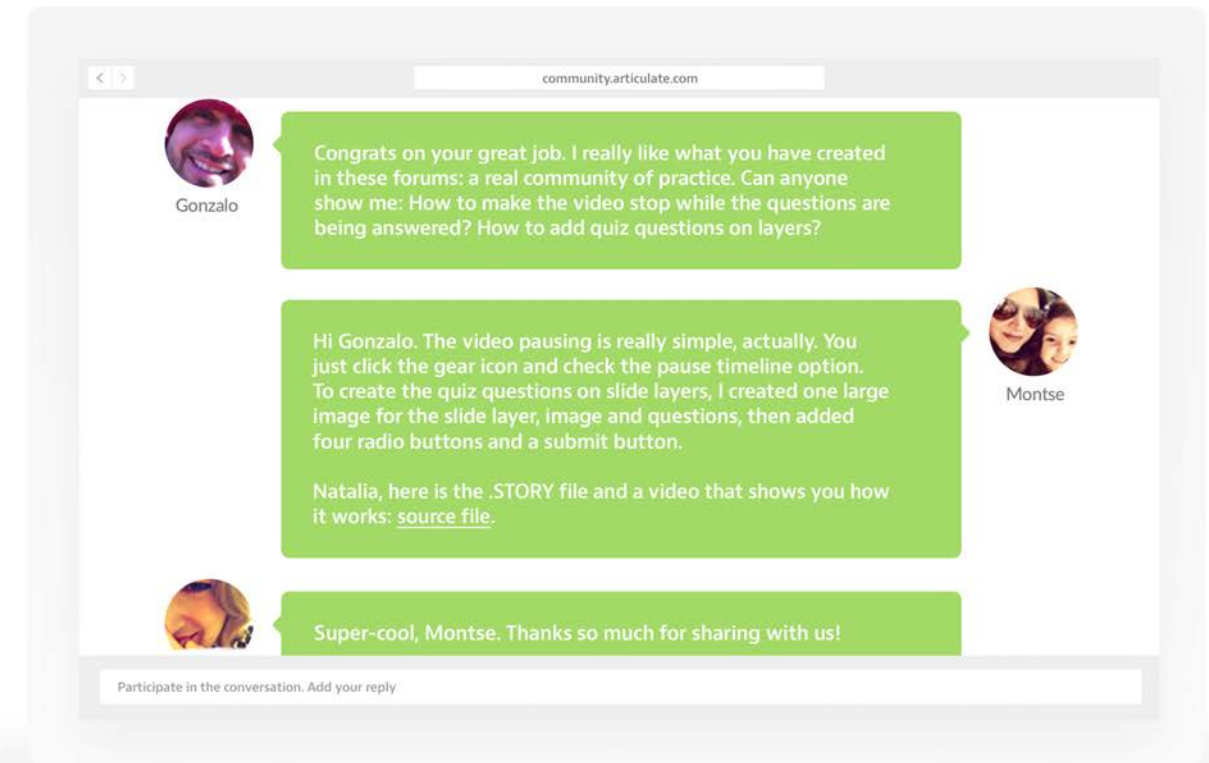 community.articulate.com
Congrats on your great job. I really like what you have created
in these forums: a real community of practice. Can anyone
show me: How to make the video stop while the questions are
being answered? How to add quiz questions on layers?
Gonzalo
Hi Gonzalo. The video pausing is really simple, actually. You
just click the gear icon and check the pause timeline option.
To create the quiz questions on slide layers, I created one large
image for the slide layer, image and questions, then added
four radio buttons and a submit button.
Natalia, here is the .STORY file and a video that shows you how
it works: source file.
Montse
Super-cool, Montse. Thanks so much for sharing with us!
Participate in the conversation. Add your reply